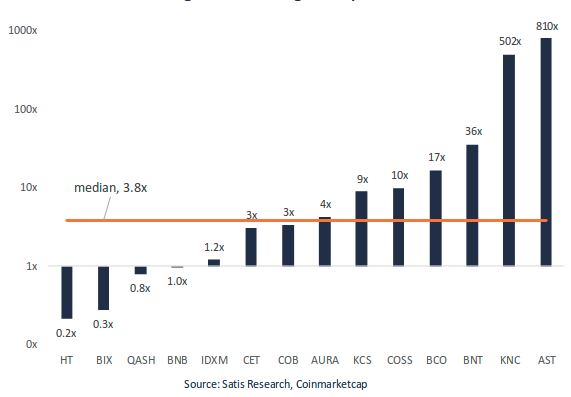 1000x
810x
502x
100x
36x
17x
10x
9x
10x
median, 3.8x
4x
3x
3x
1.2x
1x
1.0x
0.8x
0.3x
0.2x
0x
HT BIX QASH BNB IDXM CET COB AURA KCS COSS BCO BNT KNC AST
Source: Satis Research, Coinmarketcap